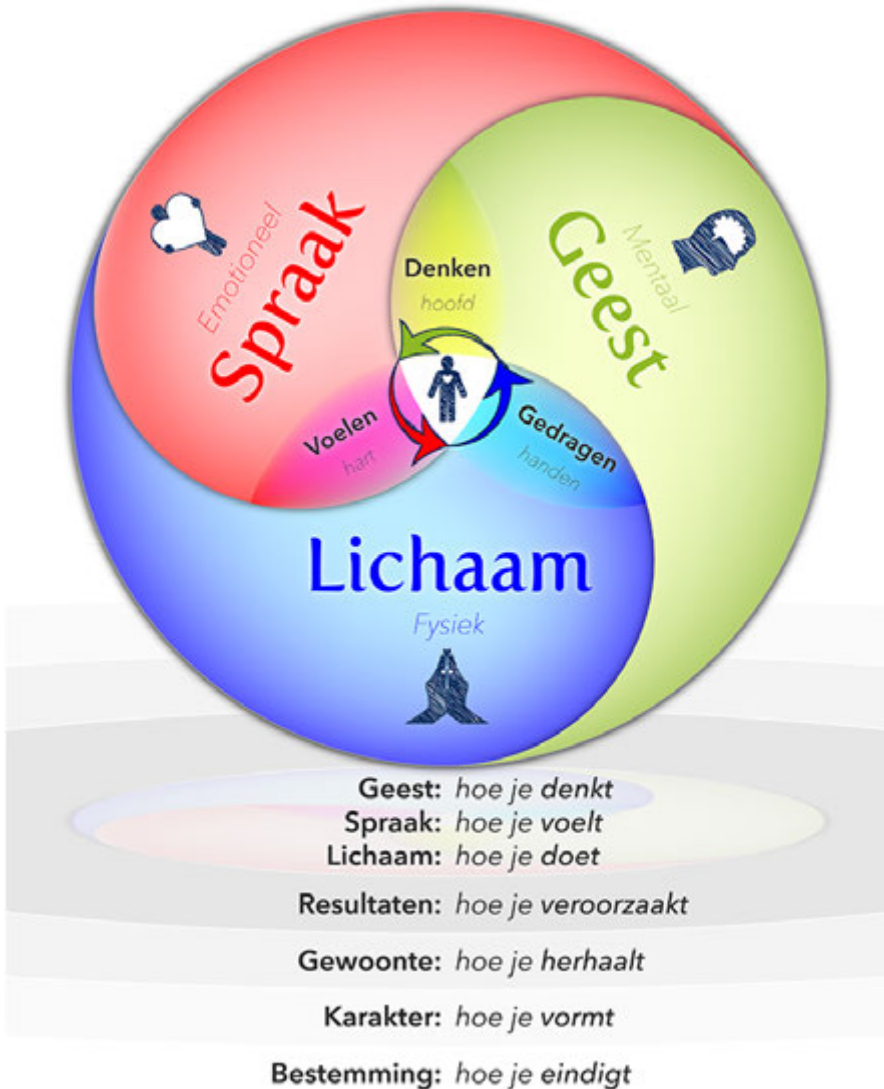 Emotioneel
Spraak
Mentaal
Geest
Denken
hoofd
Voelen
hart
Gedragen
handen
Lichaam
Fysiek
Geest: hoe je denkt
Spraak: hoe je voelt
Lichaam: hoe je doet
Resultaten: hoe je veroorzaakt
Gewoonte: hoe je herhaalt
Karakter: hoe je vormt
Bestemming: hoe je eindigt